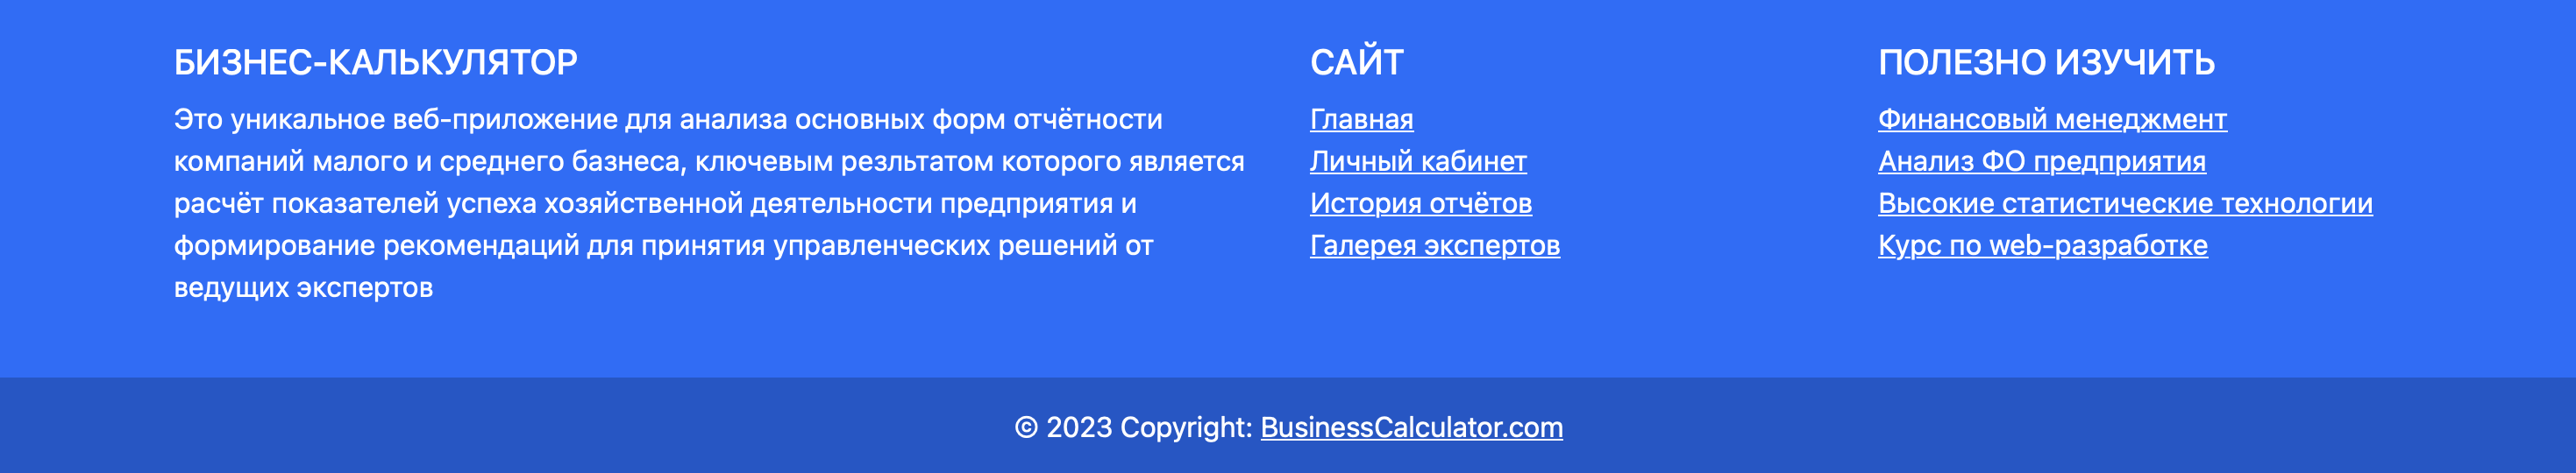 БИЗНЕС-КАЛЬКУЛЯТОР
Это уникальное веб-приложение для анализа основных форм отчётности
компаний малого и среднего базнеса, ключевым резльтатом которого является
расчёт показателей успеха хозяйственной деятельности предприятия и
формирование рекомендаций для принятия управленческих решений от
ведущих экспертов
САЙТ
Главная
Личный кабинет
История отчётов
Галерея экспертов
ПОЛЕЗНО ИЗУЧИТЬ
Финансовый менеджмент
Анализ ФО предприятия
Высокие статистические технологии
Курс по web-разработке
© 2023 Copyright: BusinessCalculator.com